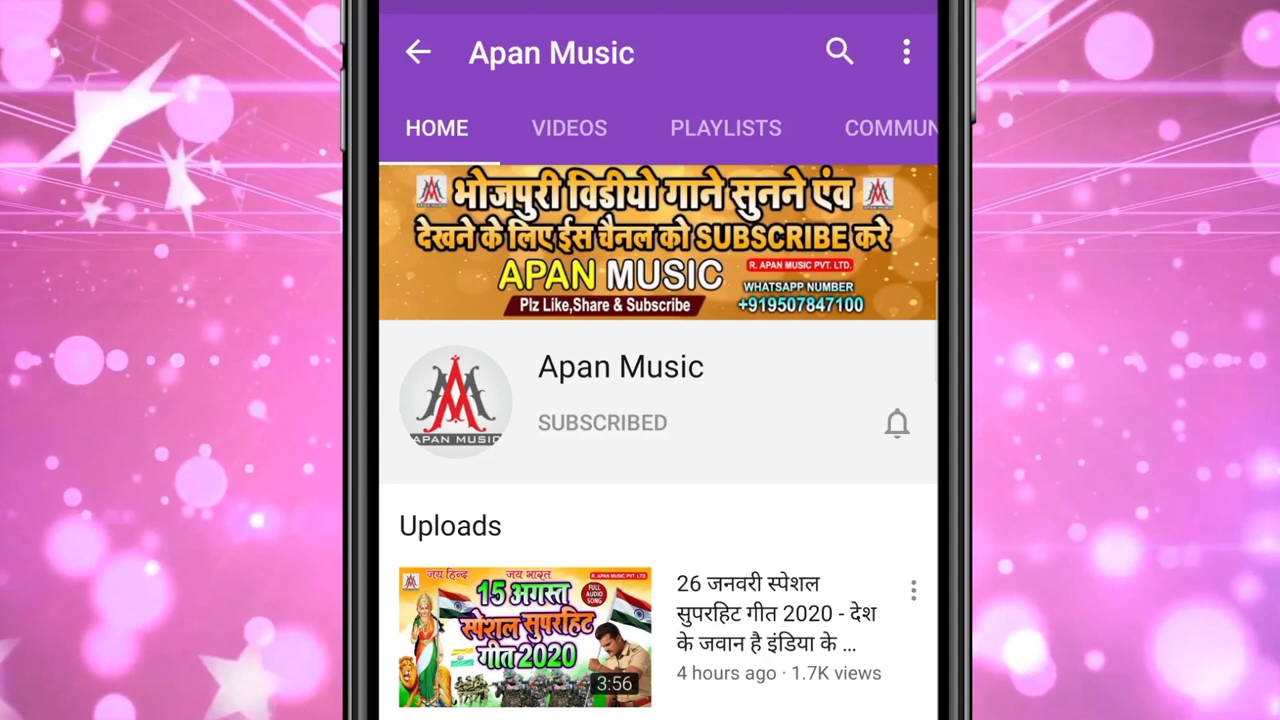 Apan Music
HOME VIDEOS PLAYLISTS COMMUN
भोजपुरी विडीयो गाने सुनने एंव
देखने के लिए ईस चैनल को SUBSCRIBE करे
APAN MUSIC
R. APAN MUSIC PVT. LTD.
WHATSAPP NUMBER
+919507847100
Plz Like,Share & Subscribe
Apan Music
SUBSCRIBED
APAN MUSIC
Uploads
जय हिन्द जय भारत
R. APAN MUSIC PVT. LTD
15 अगस्त
FULL AUDIO SONG
स्पेशल सुपरहिट
गीत 2020
3:56
26 जनवरी स्पेशल
सुपरहिट गीत 2020 - देश
के जवान है इंडिया के ...
4 hours ago · 1.7K views